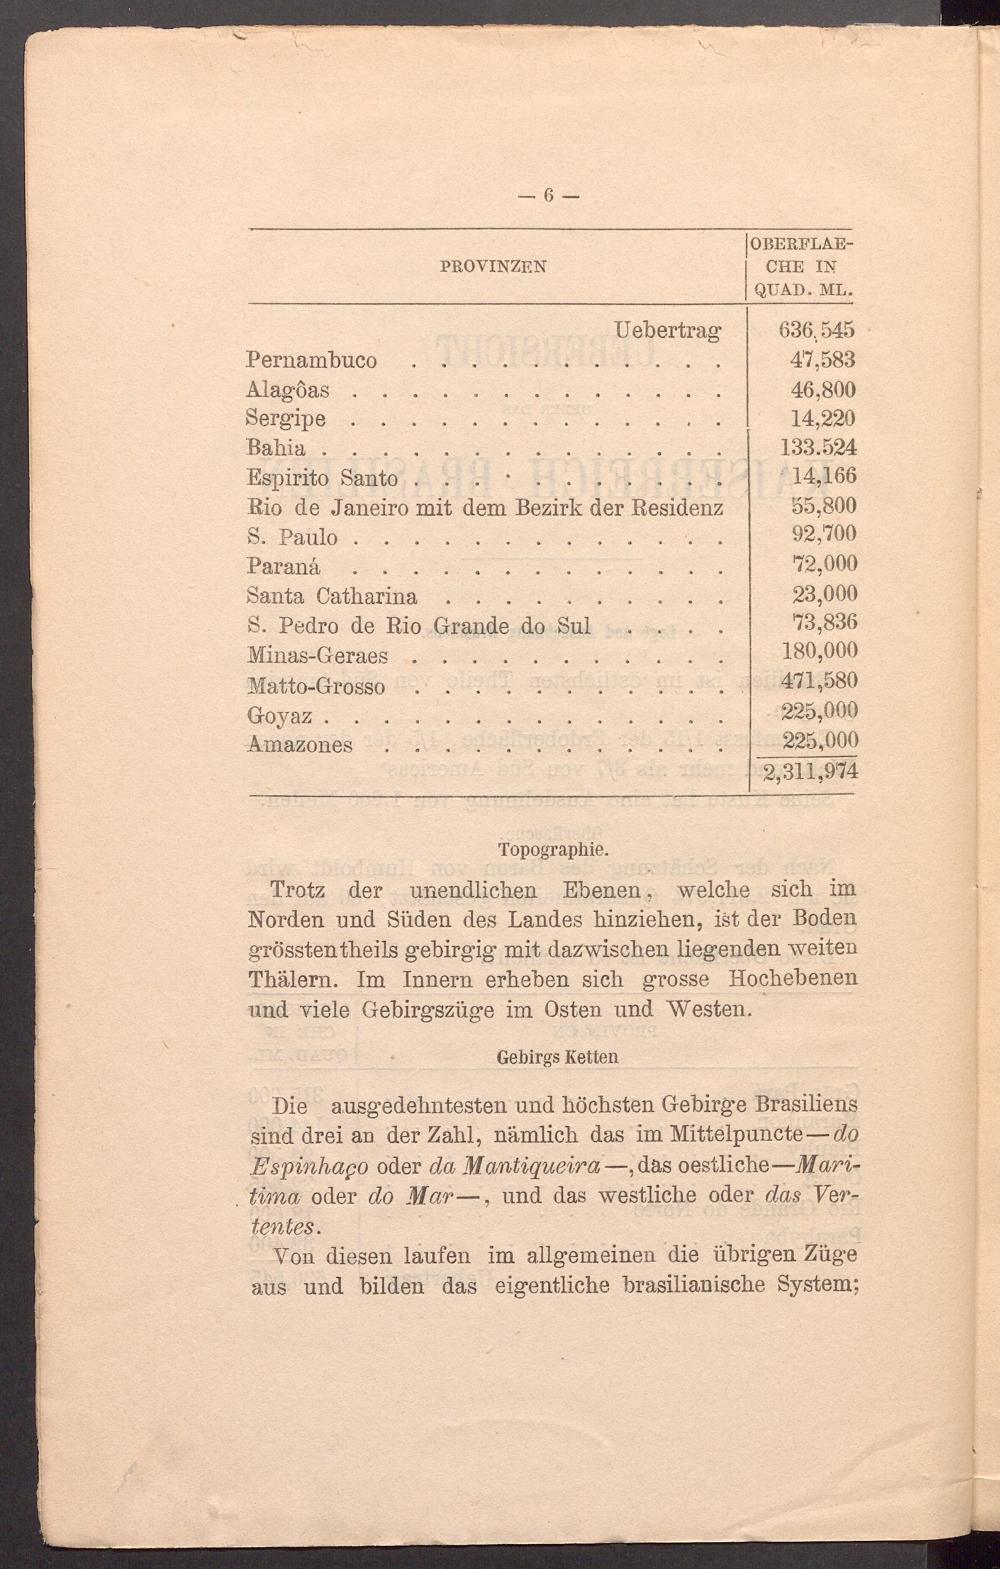 — 6 —
PROVINZEN
OBERFLAE-
CHE IN
QUAD. ML.
Uebertrag 636,545
Pernambuco . . . . . . . . . . . 47,583
Alagôas . . . . . . . . . . . . . 46,800
Sergipe . . . . . . . . . . . . . 14,220
Bahia . . . . . . . . . . . . . . 133.524
Espirito Santo . . . . . . . . . . . 14,166
Rio de Janeiro mit dem Bezirk der Residenz 55,800
S. Paulo . . . . . . . . . . . . . 92,700
Paraná . . . . . . . . . . . . . 72,000
Santa Catharina . . . . . . . . . . 23,000
S. Pedro de Rio Grande do Sul . . . . . 73,836
Minas-Geraes . . . . . . . . . . . 180,000
Matto-Grosso . . . . . . . . . . . 471,580
Goyaz . . . . . . . . . . . . . . 225,000
Amazones . . . . . . . . . . . . 225,000
2,311,974
Topographie.
Trotz der unendlichen Ebenen, welche sich im
Norden und Süden des Landes hinziehen, ist der Boden
grösstentheils gebirgig mit dazwischen liegenden weiten
Thälern. Im Innern erheben sich grosse Hochebenen
und viele Gebirgszüge im Osten und Westen.
Gebirgs Ketten
Die ausgedehntesten und höchsten Gebirge Brasiliens
sind drei an der Zahl, nämlich das im Mittelpuncte—do
Espinhaço oder da Mantiqueira—, das oestliche—Mari-
tima oder do Mar—, und das westliche oder das Ver-
tentes.
Von diesen laufen im allgemeinen die übrigen Züge
aus und bilden das eigentliche brasilianische System;